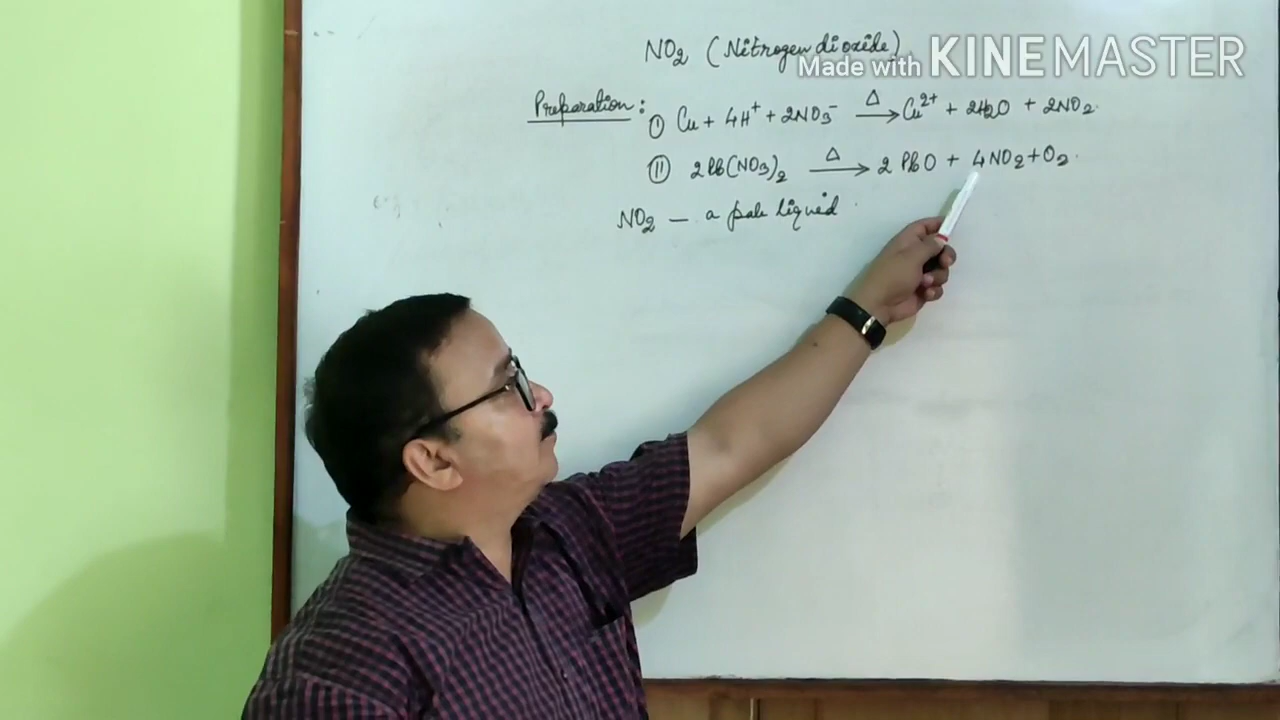 NO₂ (Nitrogen dioxide)
Made with KINEMASTER
Preparation :
① Cu + 4H⁺ + 2NO₃⁻ —Δ→ Cu²⁺ + 2H₂O + 2NO₂.
Ⅱ 2Pb(NO₃)₂ —Δ→ 2PbO + 4NO₂ + O₂.
NO₂ — a pale liquid.